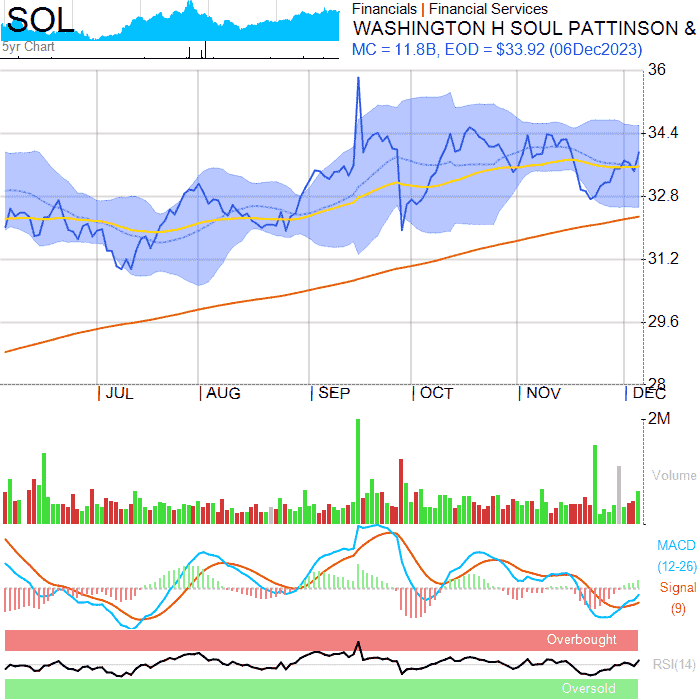 SOL
5yr Chart
Financials | Financial Services
WASHINGTON H SOUL PATTINSON &
MC = 11.8B, EOD = $33.92 (06Dec2023)
36
34.4
32.8
31.2
29.6
28
JUL AUG SEP OCT NOV DEC
2M
Volume
MACD
(12-26)
Signal
(9)
Overbought
RSI(14)
Oversold